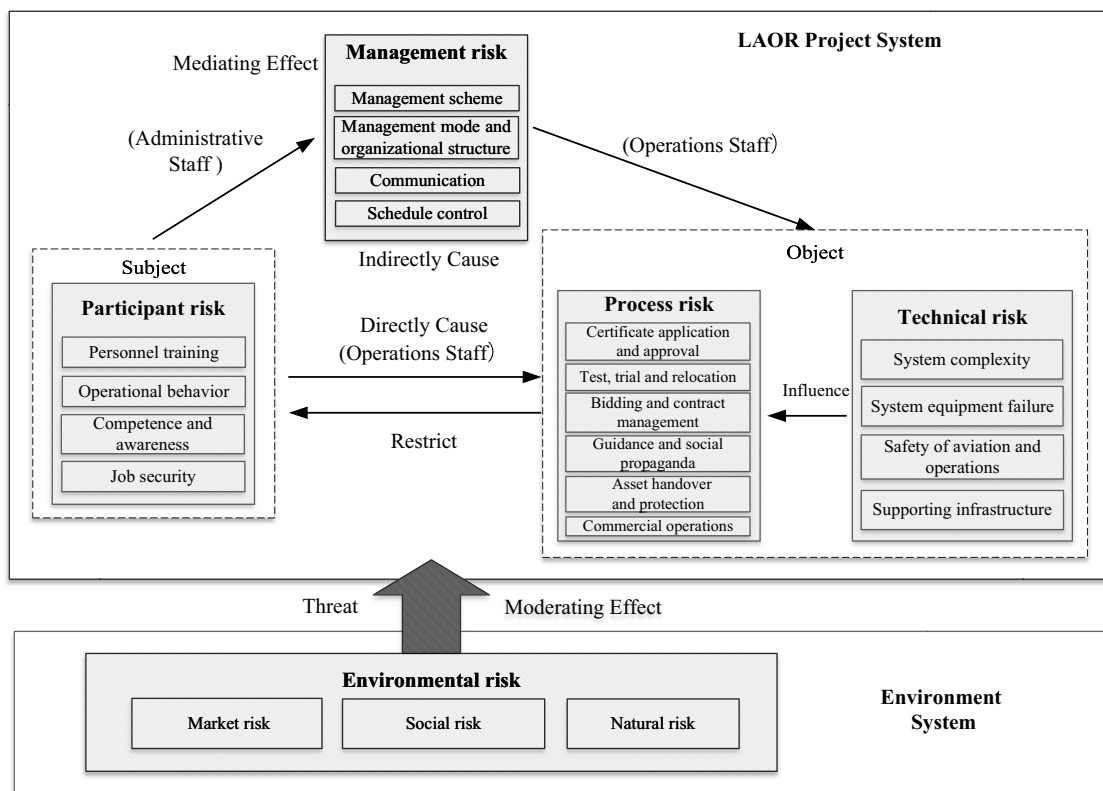 LAOR Project System
Management risk
Mediating Effect
Management scheme
Management mode and
organizational structure
Communication
Schedule control
(Administrative
Staff )
(Operations Staff)
Indirectly Cause
Subject
Participant risk
Personnel training
Operational behavior
Competence and
awareness
Job security
Directly Cause
(Operations Staff)
Restrict
Object
Process risk
Certificate application
and approval
Test, trial and relocation
Bidding and contract
management
Guidance and social
propaganda
Asset handover
and protection
Commercial operations
Influence
Technical risk
System complexity
System equipment failure
Safety of aviation and
operations
Supporting infrastructure
Threat
Moderating Effect
Environmental risk
Market risk
Social risk
Natural risk
Environment
System